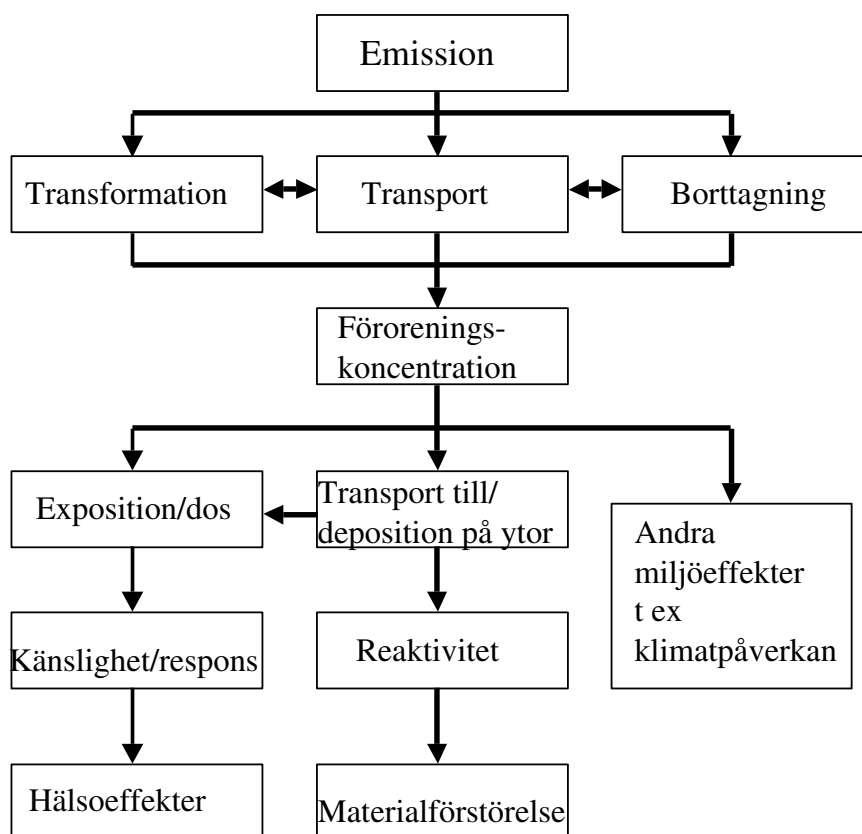 Emission
Transformation
Transport
Borttagning
Förorenings-
koncentration
Exposition/dos
Transport till/
deposition på ytor
Andra
miljöeffekter
t ex
klimatpåverkan
Känslighet/respons
Reaktivitet
Hälsoeffekter
Materialförstörelse